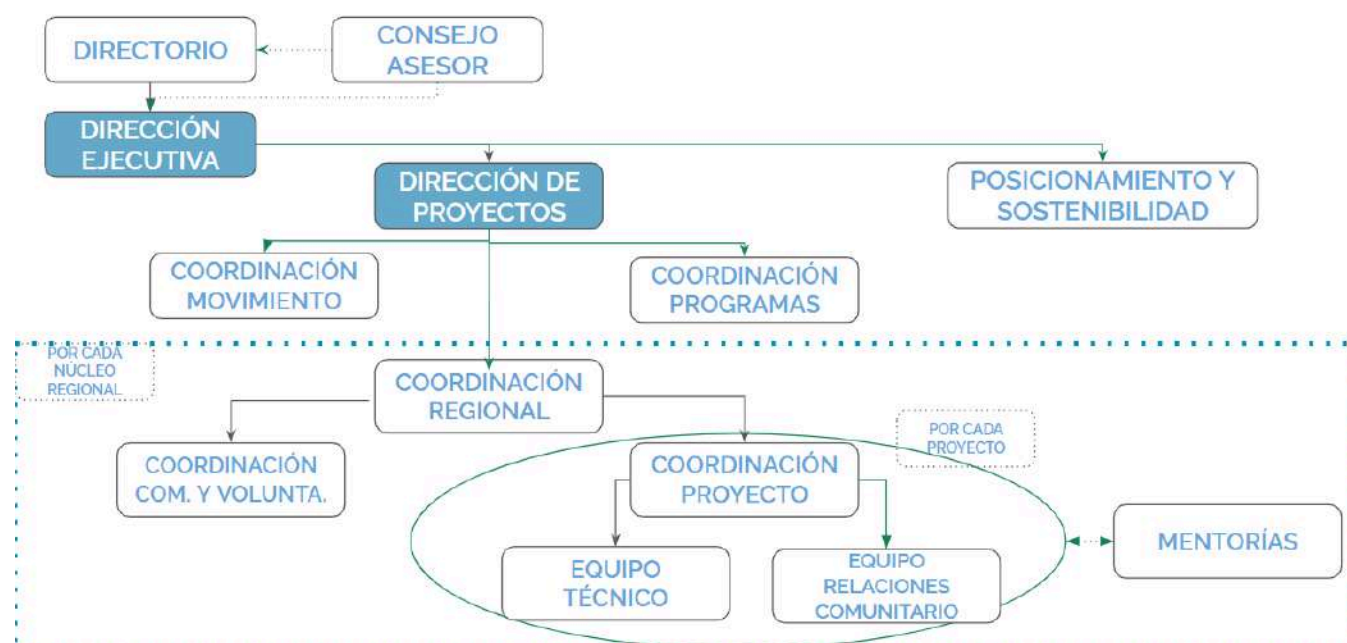 DIRECTORIO
CONSEJO
ASESOR
DIRECCIÓN
EJECUTIVA
DIRECCIÓN DE
PROYECTOS
POSICIONAMIENTO Y
SOSTENIBILIDAD
COORDINACIÓN
MOVIMIENTO
COORDINACIÓN
PROGRAMAS
POR CADA
NÚCLEO
REGIONAL
COORDINACIÓN
REGIONAL
POR CADA
PROYECTO
COORDINACIÓN
COM. Y VOLUNTA.
COORDINACIÓN
PROYECTO
MENTORÍAS
EQUIPO
TÉCNICO
EQUIPO
RELACIONES
COMUNITARIO